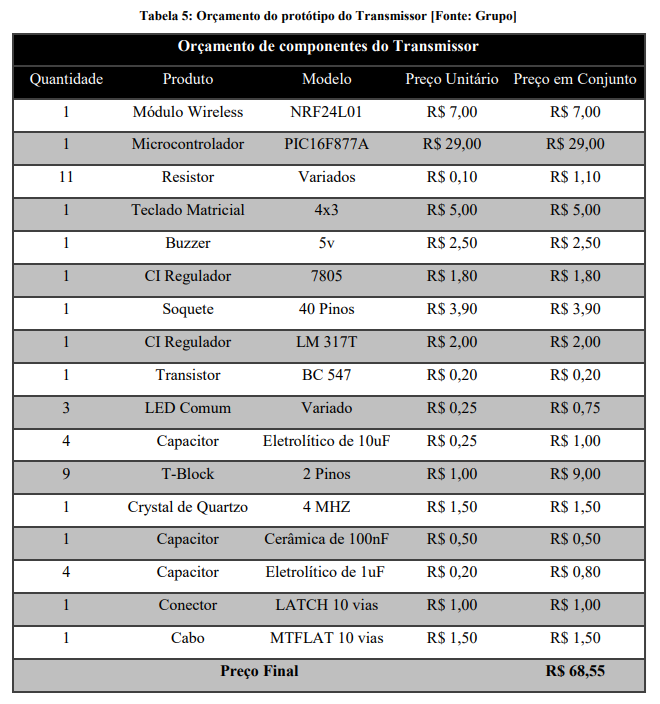 Tabela 5: Orçamento do protótipo do Transmissor [Fonte: Grupo]
Orçamento de componentes do Transmissor
Quantidade Produto Modelo Preço Unitário Preço em Conjunto
1 Módulo Wireless NRF24L01 R$ 7,00 R$ 7,00
1 Microcontrolador PIC16F877A R$ 29,00 R$ 29,00
11 Resistor Variados R$ 0,10 R$ 1,10
1 Teclado Matricial 4x3 R$ 5,00 R$ 5,00
1 Buzzer 5v R$ 2,50 R$ 2,50
1 CI Regulador 7805 R$ 1,80 R$ 1,80
1 Soquete 40 Pinos R$ 3,90 R$ 3,90
1 CI Regulador LM 317T R$ 2,00 R$ 2,00
1 Transistor BC 547 R$ 0,20 R$ 0,20
3 LED Comum Variado R$ 0,25 R$ 0,75
4 Capacitor Eletrolítico de 10uF R$ 0,25 R$ 1,00
9 T-Block 2 Pinos R$ 1,00 R$ 9,00
1 Crystal de Quartzo 4 MHZ R$ 1,50 R$ 1,50
1 Capacitor Cerâmica de 100nF R$ 0,50 R$ 0,50
4 Capacitor Eletrolítico de 1uF R$ 0,20 R$ 0,80
1 Conector LATCH 10 vias R$ 1,00 R$ 1,00
1 Cabo MTFLAT 10 vias R$ 1,50 R$ 1,50
Preço Final R$ 68,55